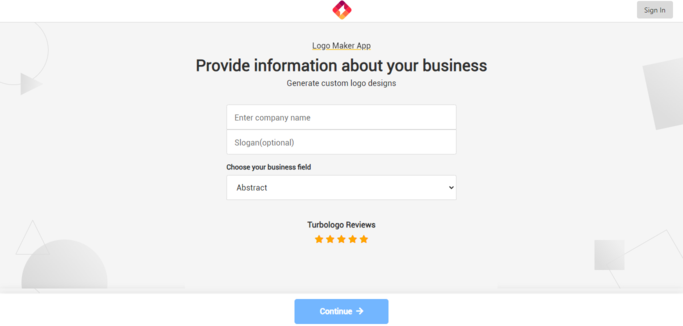 Sign In
Logo Maker App
Provide information about your business
Generate custom logo designs
Enter company name
Slogan(optional)
Choose your business field
Abstract
Turbologo Reviews
Continue